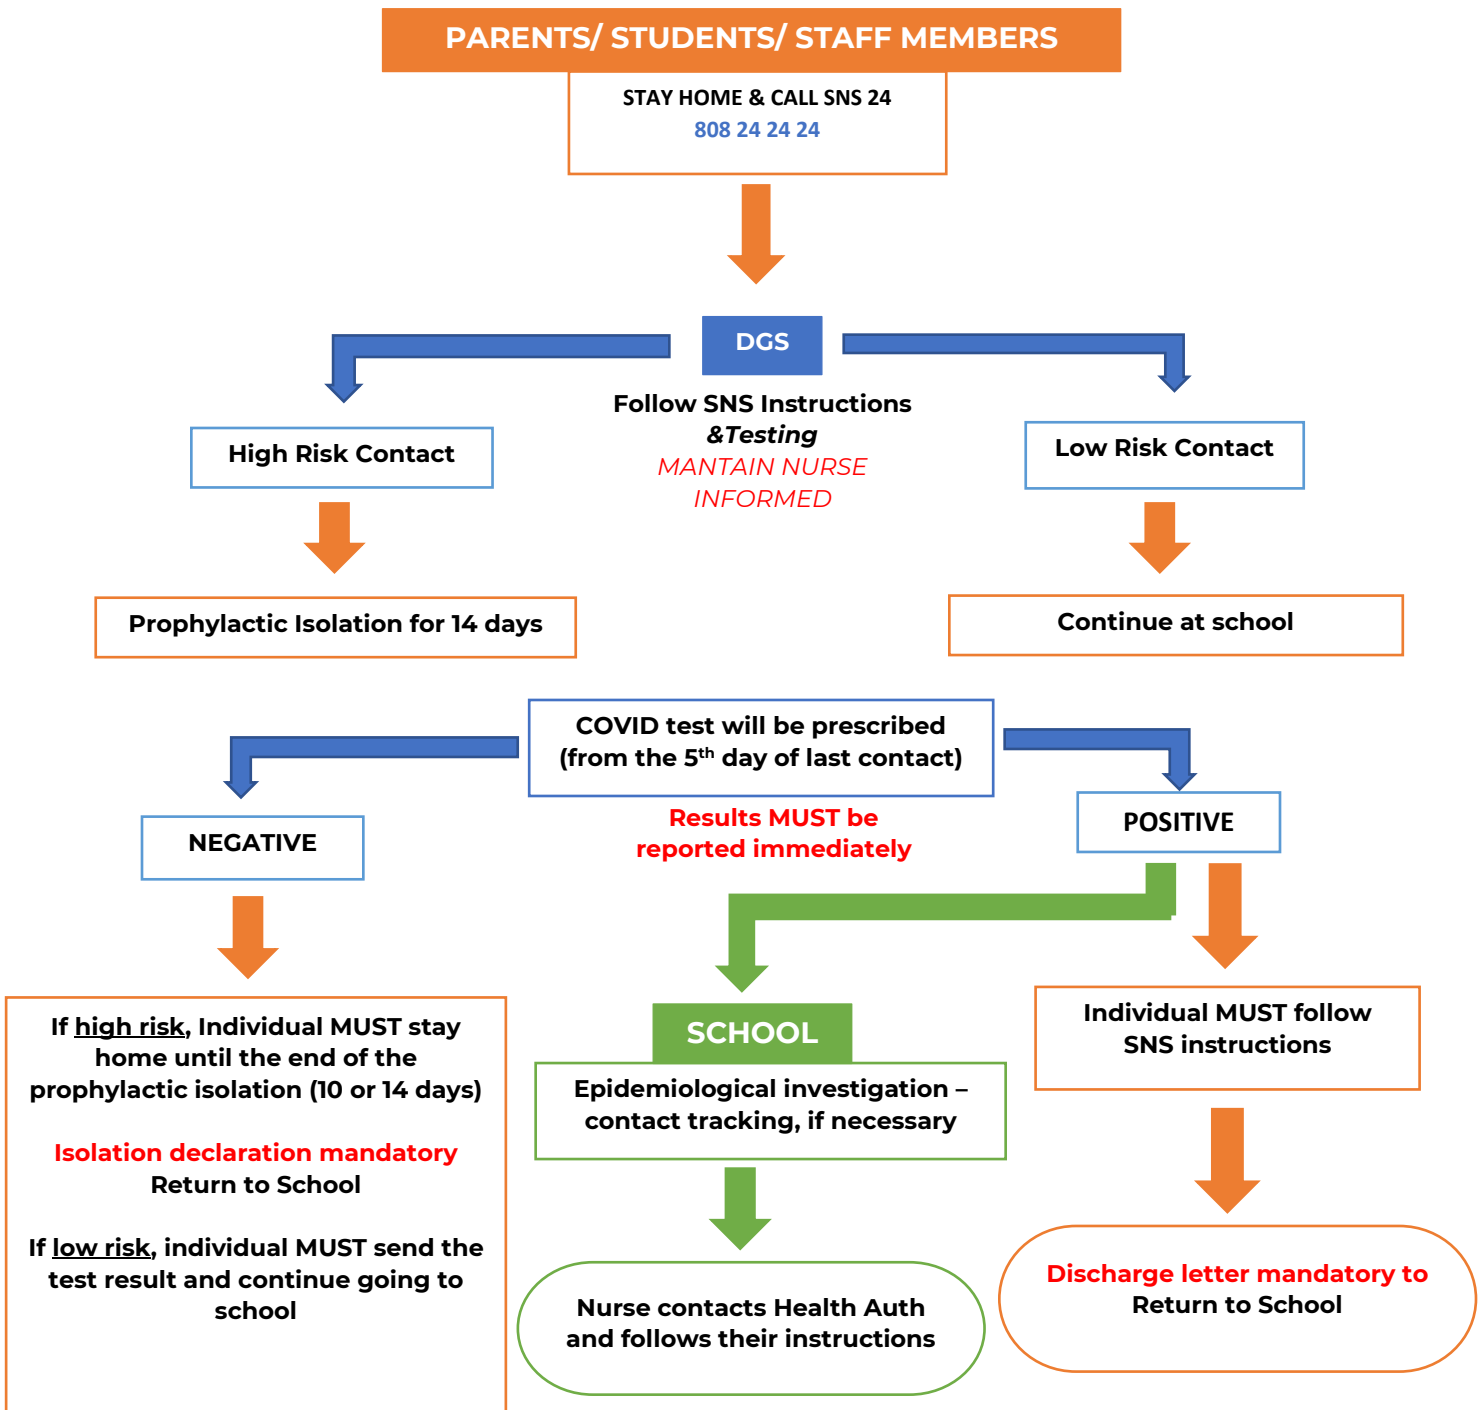 PARENTS/ STUDENTS/ STAFF MEMBERS
STAY HOME & CALL SNS 24
808 24 24 24
DGS
Follow SNS Instructions
&Testing
MANTAIN NURSE
INFORMED
High Risk Contact
Low Risk Contact
Prophylactic Isolation for 14 days
Continue at school
COVID test will be prescribed
(from the 5th day of last contact)
Results MUST be
reported immediately
NEGATIVE
POSITIVE
If high risk, Individual MUST stay
home until the end of the
prophylactic isolation (10 or 14 days)
Isolation declaration mandatory
Return to School
If low risk, individual MUST send the
test result and continue going to
school
SCHOOL
Epidemiological investigation –
contact tracking, if necessary
Nurse contacts Health Auth
and follows their instructions
Individual MUST follow
SNS instructions
Discharge letter mandatory to
Return to School